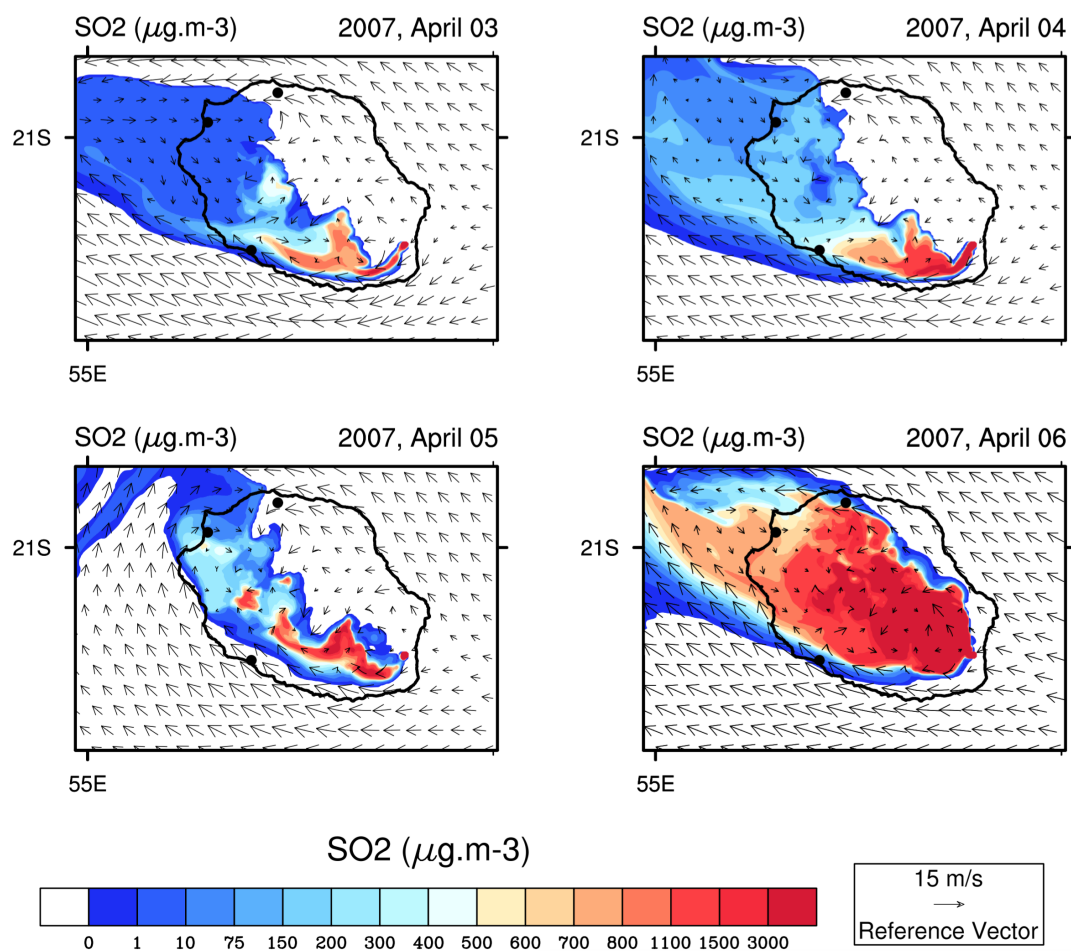 SO2 (μg.m-3) 2007, April 03
SO2 (μg.m-3) 2007, April 04
21S
21S
55E
55E
SO2 (μg.m-3) 2007, April 05
SO2 (μg.m-3) 2007, April 06
21S
21S
55E
55E
SO2 (μg.m-3)
0 1 10 75 150 200 300 400 500 600 700 800 1100 1500 3000
15 m/s
Reference Vector